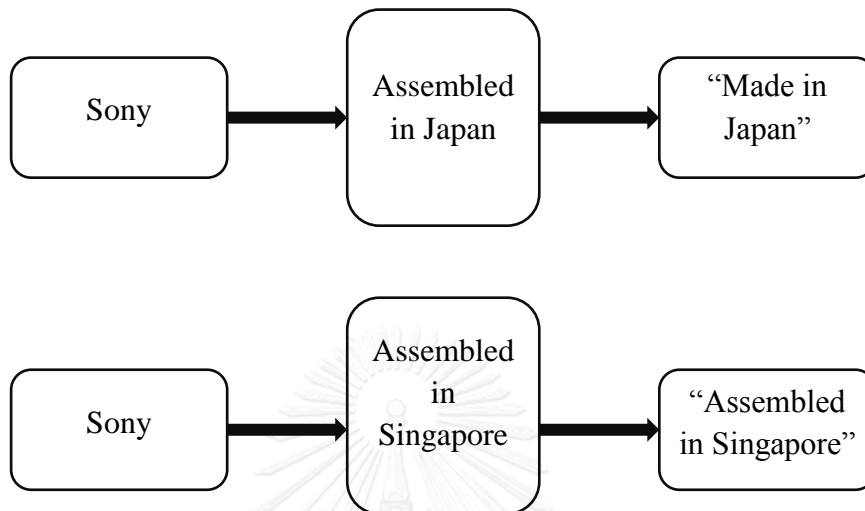 Sony
Assembled
in Japan
“Made in
Japan”
Sony
Assembled
in
Singapore
“Assembled
in Singapore”